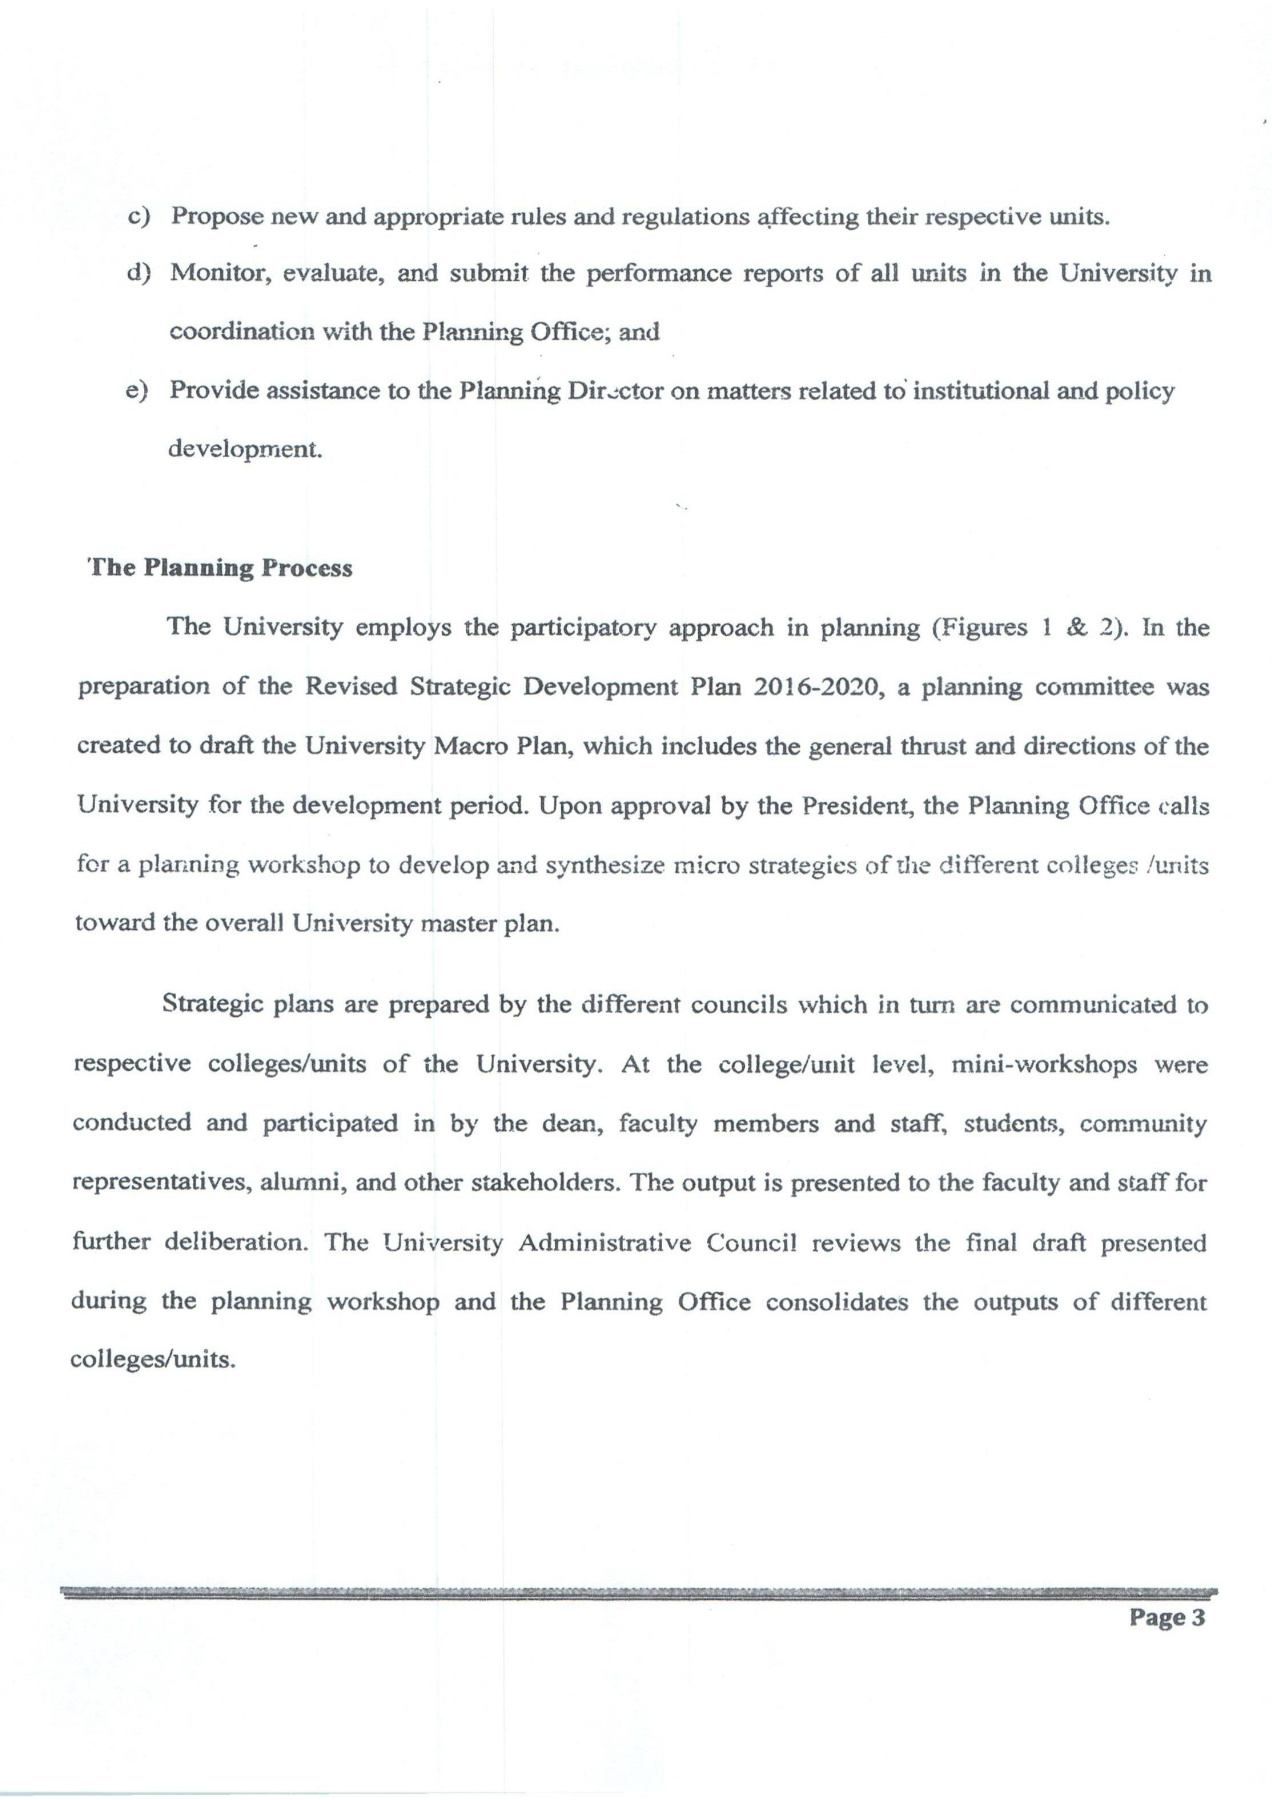 c) Propose new and appropriate rules and regulations affecting their respective units.
d) Monitor, evaluate, and submit the performance reports of all units in the University in
coordination with the Planning Office; and
e) Provide assistance to the Planning Director on matters related to institutional and policy
development.
The Planning Process
The University employs the participatory approach in planning (Figures 1 & 2). In the
preparation of the Revised Strategic Development Plan 2016-2020, a planning committee was
created to draft the University Macro Plan, which includes the general thrust and directions of the
University for the development period. Upon approval by the President, the Planning Office calls
for a planning workshop to develop and synthesize micro strategies of the different colleges /units
toward the overall University master plan.
Strategic plans are prepared by the different councils which in turn are communicated to
respective colleges/units of the University. At the college/unit level, mini-workshops were
conducted and participated in by the dean, faculty members and staff, students, community
representatives, alumni, and other stakeholders. The output is presented to the faculty and staff for
further deliberation. The University Administrative Council reviews the final draft presented
during the planning workshop and the Planning Office consolidates the outputs of different
colleges/units.
Page 3